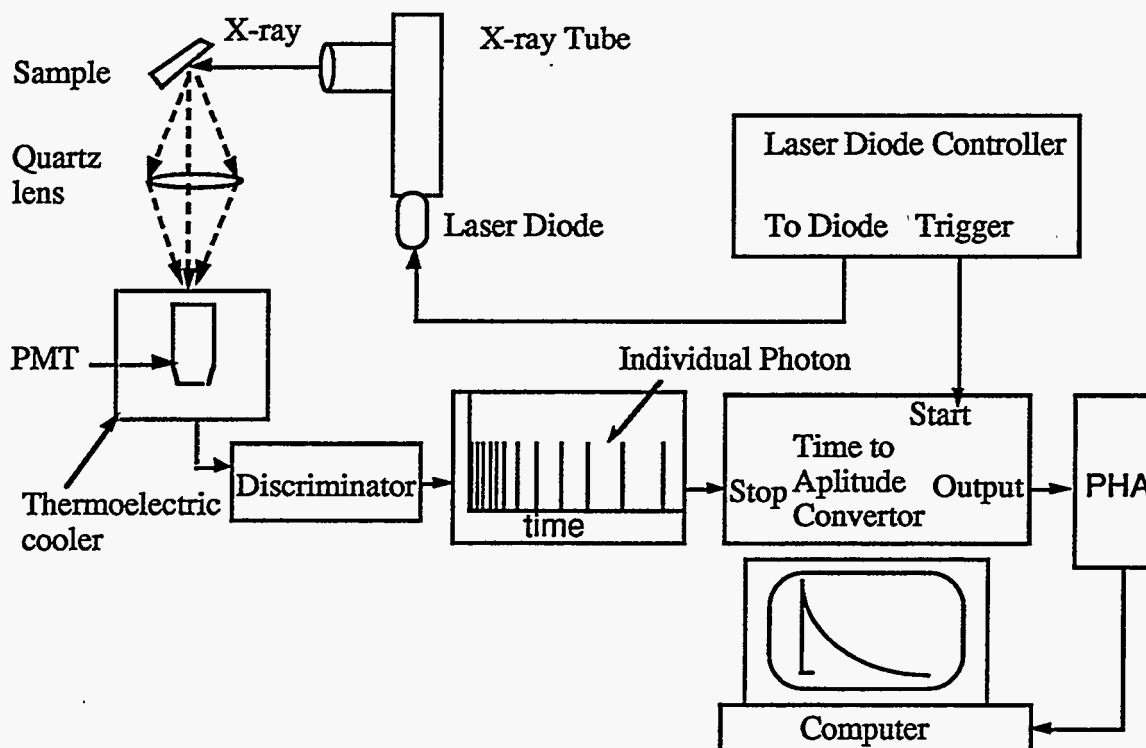 X-ray
X-ray Tube
Sample
Quartz
lens
Laser Diode Controller
To Diode Trigger
Laser Diode
PMT
Individual Photon
Thermoelectric
cooler
Discriminator
time
Start
Stop
Time to
Aplitude
Convertor
Output
PHA
Computer